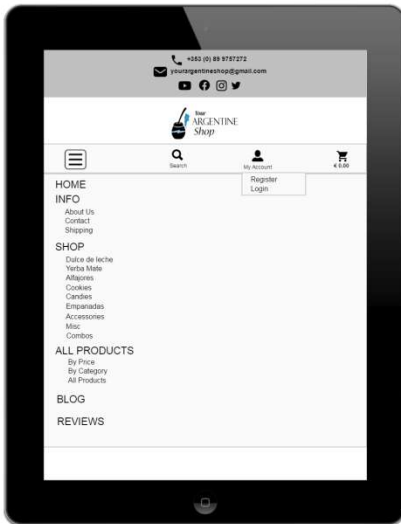 +353 (0) 89 9757272
yourargentineshop@gmail.com
Your
ARGENTINE
Shop
Search
My Account
€ 0.00
Register
Login
HOME
INFO
About Us
Contact
Shipping
SHOP
Dulce de leche
Yerba Mate
Alfajores
Cookies
Candies
Empanadas
Accessories
Misc
Combos
ALL PRODUCTS
By Price
By Category
All Products
BLOG
REVIEWS